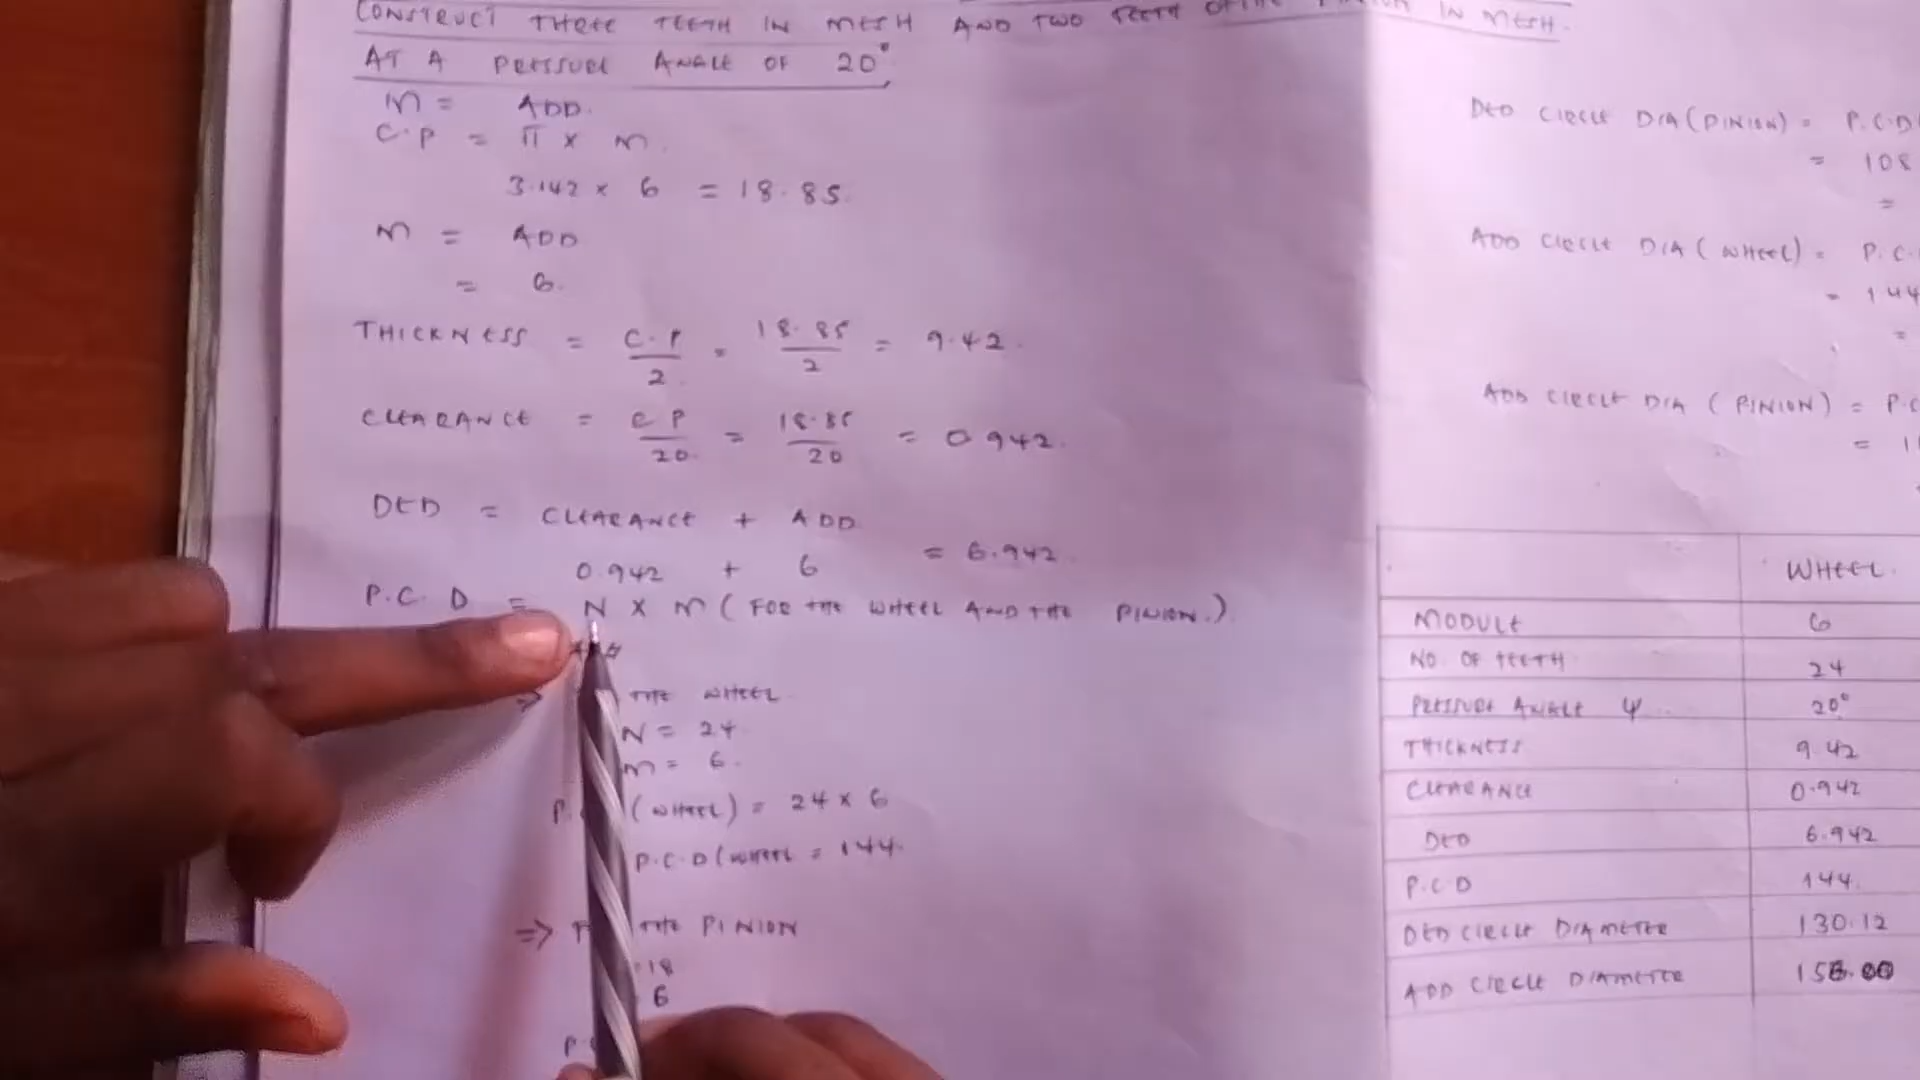 CONSTRUCT THREE TEETH IN MESH AND TWO TEETH OF THE PINION IN MESH.
AT A PRESSURE ANGLE OF 20°
M = ADD.
C.P = π x m.
3.142 x 6 = 18.85.
M = ADD
= 6.
THICKNESS = C.P/2 = 18.85/2 = 9.42.
CLEARANCE = CP/20 = 18.85/20 = 0.942.
DED = CLEARANCE + ADD
0.942 + 6 = 6.942.
P.C.D = N x M (FOR THE WHEEL AND THE PINION.)
=> THE WHEEL
N = 24
m = 6.
P. (WHEEL) = 24 x 6
P.C.D (WHEEL = 144.
=> THE PINION
18
6
P
DED CIRCLE DIA (PINION) = P.C.D
= 108
=
ADD CIRCLE DIA (WHEEL) = P.C.
= 144
=
ADD CIRCLE DIA (PINION) = P.C
= 1
WHEEL.
MODULE 6
NO. OF TEETH 24
PRESSURE ANGLE ψ 20°
THICKNESS 9.42
CLEARANCE 0.942
DED 6.942
P.C.D 144.
DED CIRCLE DIAMETER 130.12
ADD CIRCLE DIAMETER 156.00